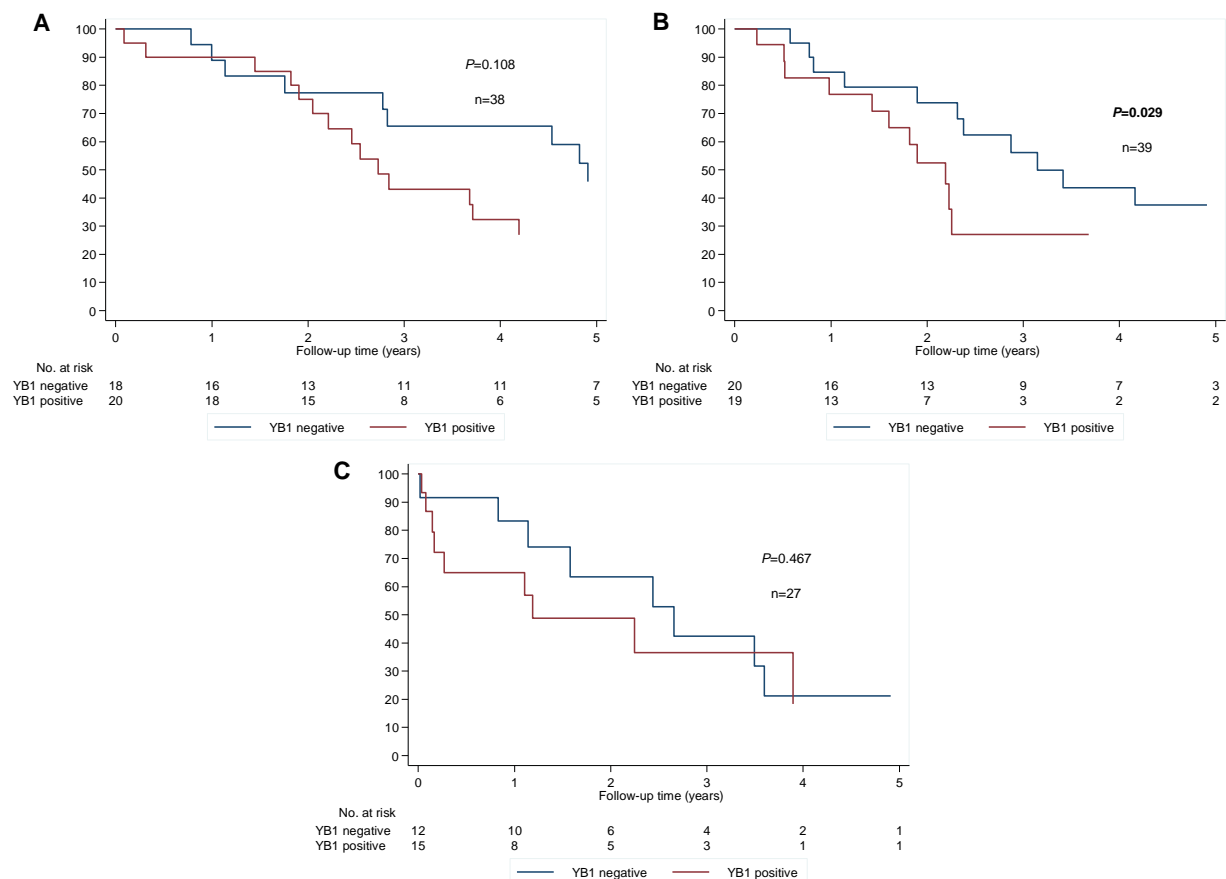 A
100
90
80
70
60
50
40
30
20
10
0
P=0.108
n=38
0 1 2 3 4 5
Follow-up time (years)
No. at risk
YB1 negative 18 16 13 11 11 7
YB1 positive 20 18 15 8 6 5
YB1 negative YB1 positive
B
100
90
80
70
60
50
40
30
20
10
0
P=0.029
n=39
0 1 2 3 4 5
Follow-up time (years)
No. at risk
YB1 negative 20 16 13 9 7 3
YB1 positive 19 13 7 3 2 2
YB1 negative YB1 positive
C
100
90
80
70
60
50
40
30
20
10
0
P=0.467
n=27
0 1 2 3 4 5
Follow-up time (years)
No. at risk
YB1 negative 12 10 6 4 2 1
YB1 positive 15 8 5 3 1 1
YB1 negative YB1 positive